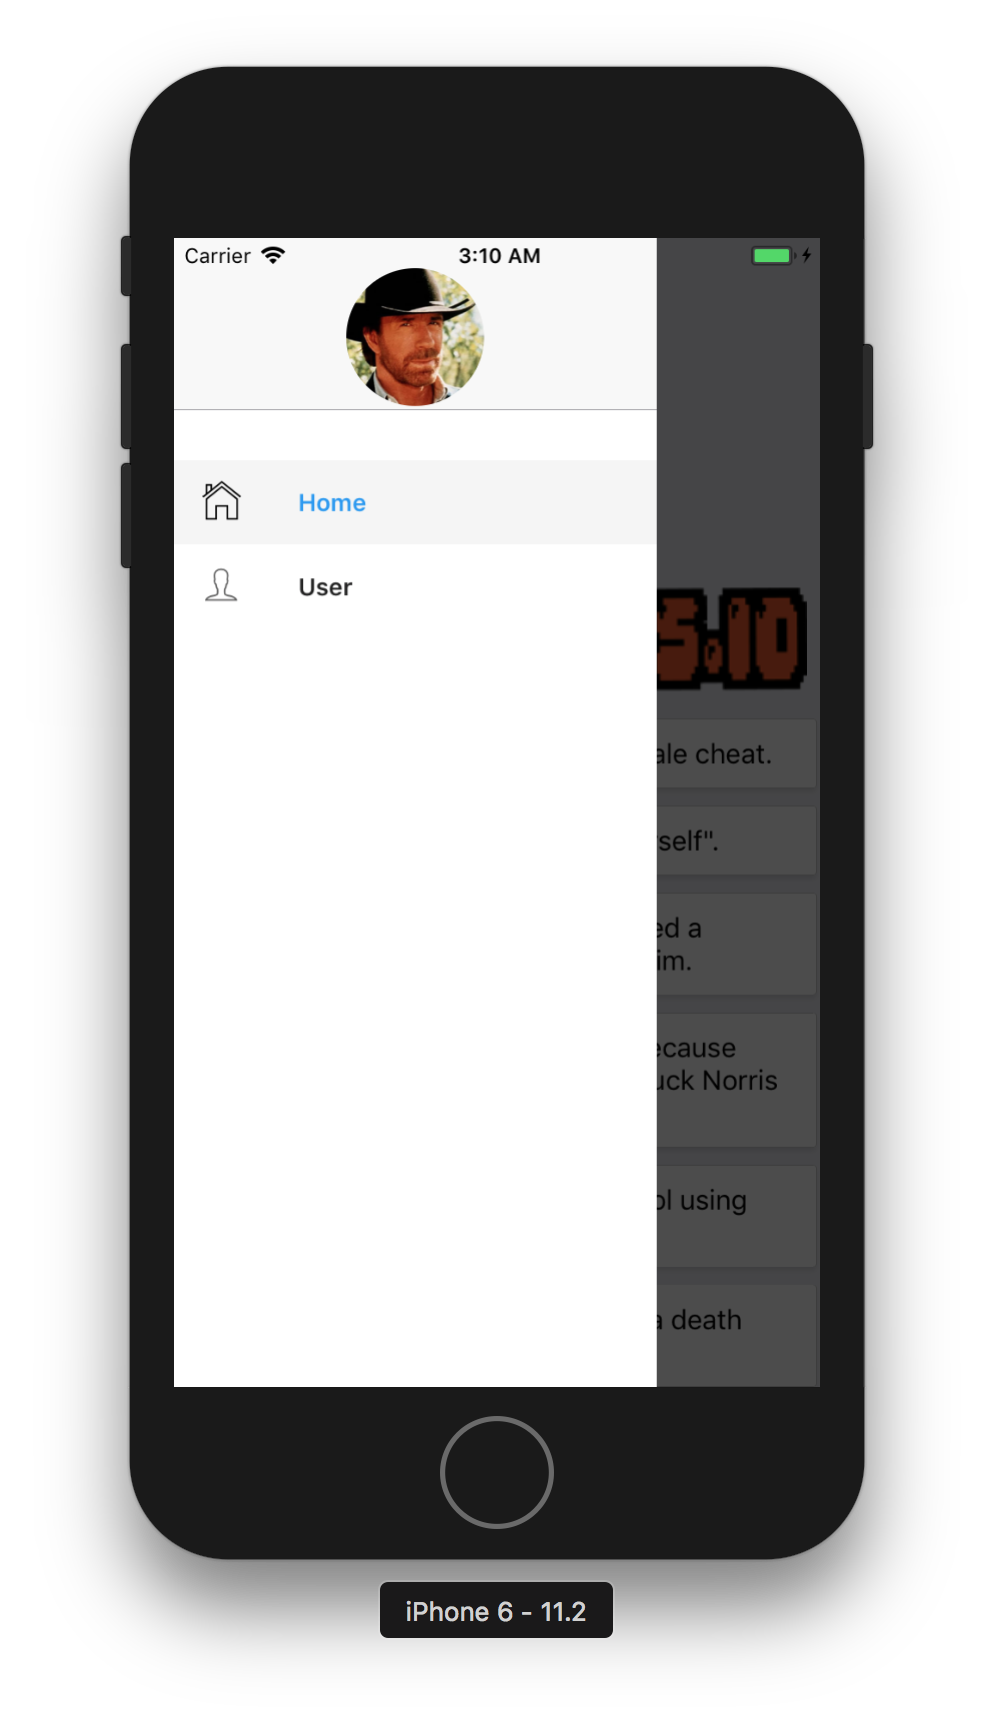 Carrier 3:10 AM
Home
User
5.10
cheat.
self".
ed a
im.
ecause
uck Norris
ol using
a death
iPhone 6 - 11.2